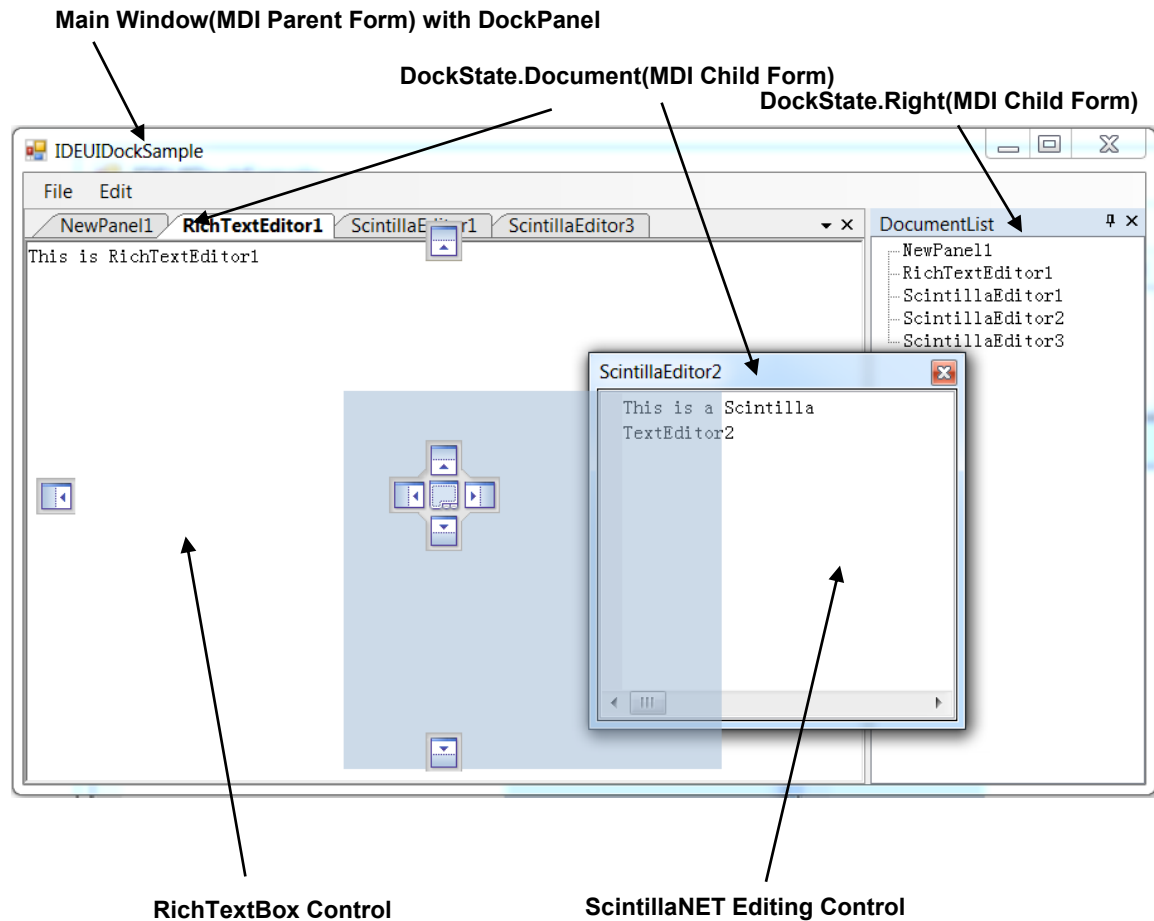 Main Window(MDI Parent Form) with DockPanel
DockState.Document(MDI Child Form)
DockState.Right(MDI Child Form)
IDEUIDockSample
File Edit
NewPanel1 RichTextEditor1 ScintillaEditor1 ScintillaEditor3
DocumentList
This is RichTextEditor1
NewPanel1
RichTextEditor1
ScintillaEditor1
ScintillaEditor2
ScintillaEditor3
ScintillaEditor2
This is a Scintilla
TextEditor2
RichTextBox Control
ScintillaNET Editing Control